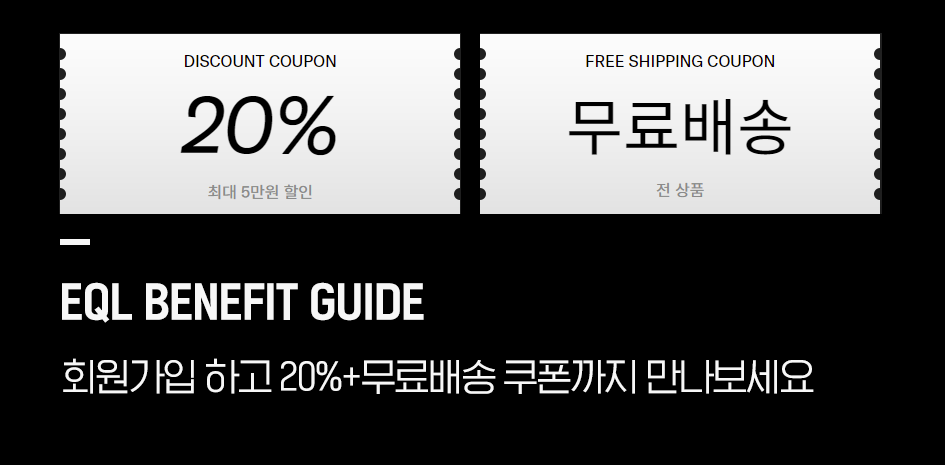 DISCOUNT COUPON
20%
최대 5만원 할인
FREE SHIPPING COUPON
무료배송
전 상품
EQL BENEFIT GUIDE
회원가입 하고 20%+무료배송 쿠폰까지 만나보세요